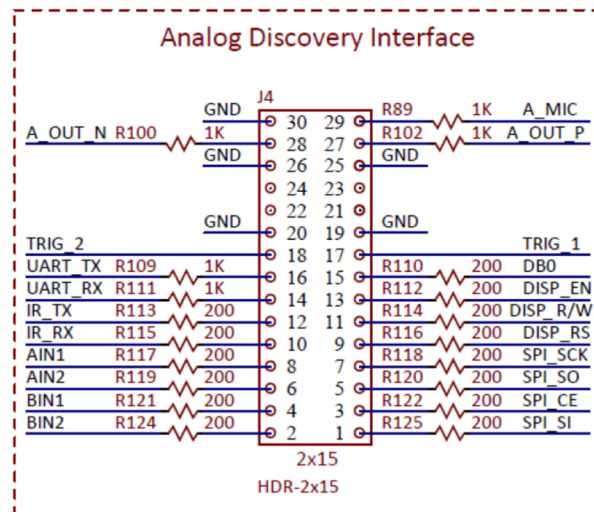 Analog Discovery Interface
J4
GND 30 29 R89 1K A_MIC
A_OUT_N R100 1K 28 27 R102 1K A_OUT_P
GND 26 25 GND
24 23
22 21
GND 20 19 GND
TRIG_2 18 17 TRIG_1
UART_TX R109 1K 16 15 R110 200 DB0
UART_RX R111 1K 14 13 R112 200 DISP_EN
IR_TX R113 200 12 11 R114 200 DISP_R/W
IR_RX R115 200 10 9 R116 200 DISP_RS
AIN1 R117 200 8 7 R118 200 SPI_SCK
AIN2 R119 200 6 5 R120 200 SPI_SO
BIN1 R121 200 4 3 R122 200 SPI_CE
BIN2 R124 200 2 1 R125 200 SPI_SI
2x15
HDR-2x15